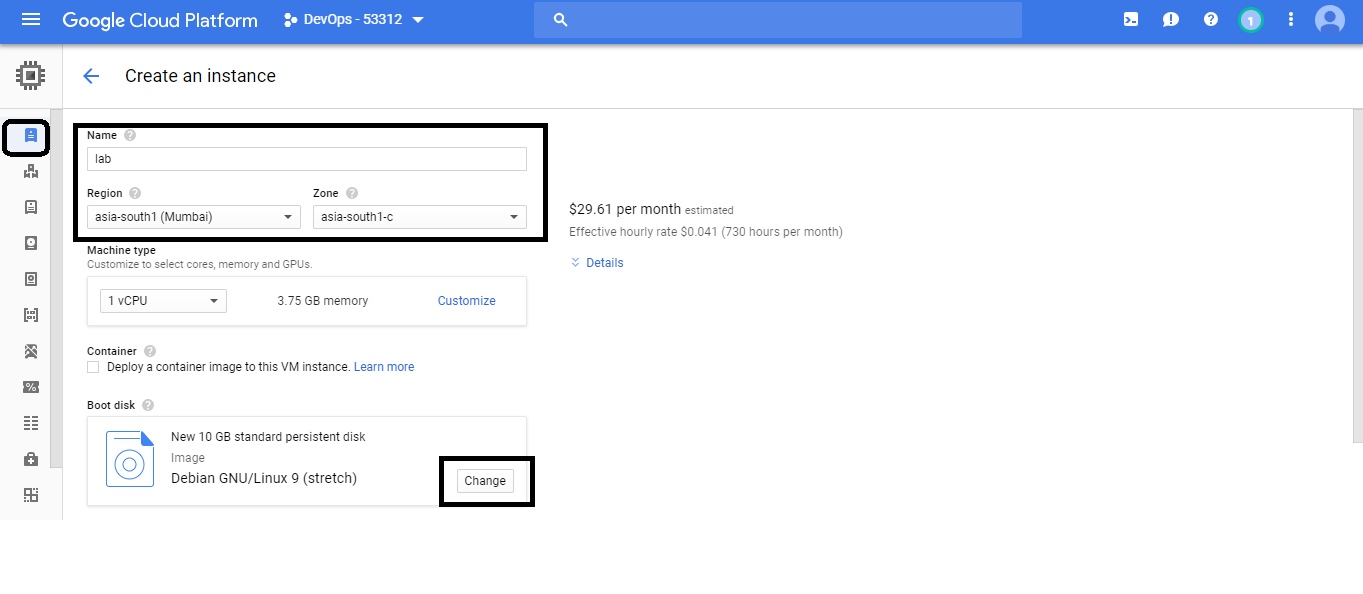 Google Cloud Platform DevOps - 53312 1
Create an instance
Name
lab
Region Zone
asia-south1 (Mumbai) asia-south1-c
$29.61 per month estimated
Effective hourly rate $0.041 (730 hours per month)
Details
Machine type
Customize to select cores, memory and GPUs.
1 vCPU 3.75 GB memory Customize
Container
Deploy a container image to this VM instance. Learn more
Boot disk
New 10 GB standard persistent disk
Image
Debian GNU/Linux 9 (stretch)
Change